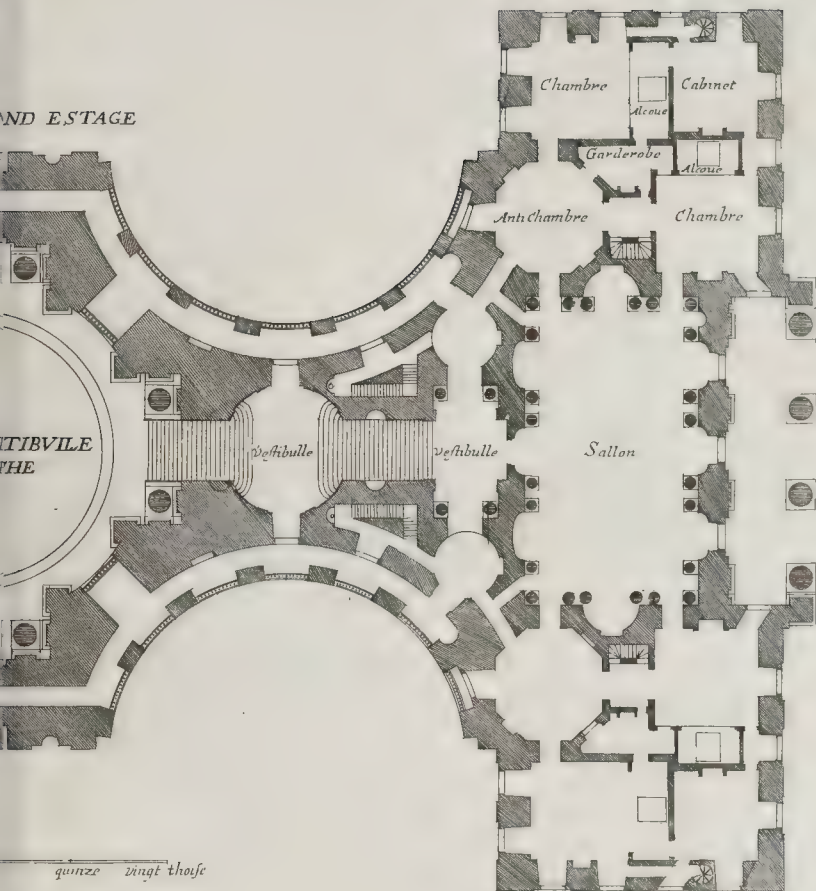 ND ESTAGE
Chambre
Alcoue
Cabinet
Garderobe
Alcoue
Anti Chambre
Chambre
TIBVILE
THE
Vestibulle
vestibulle
Sallon
quinze vingt thoise